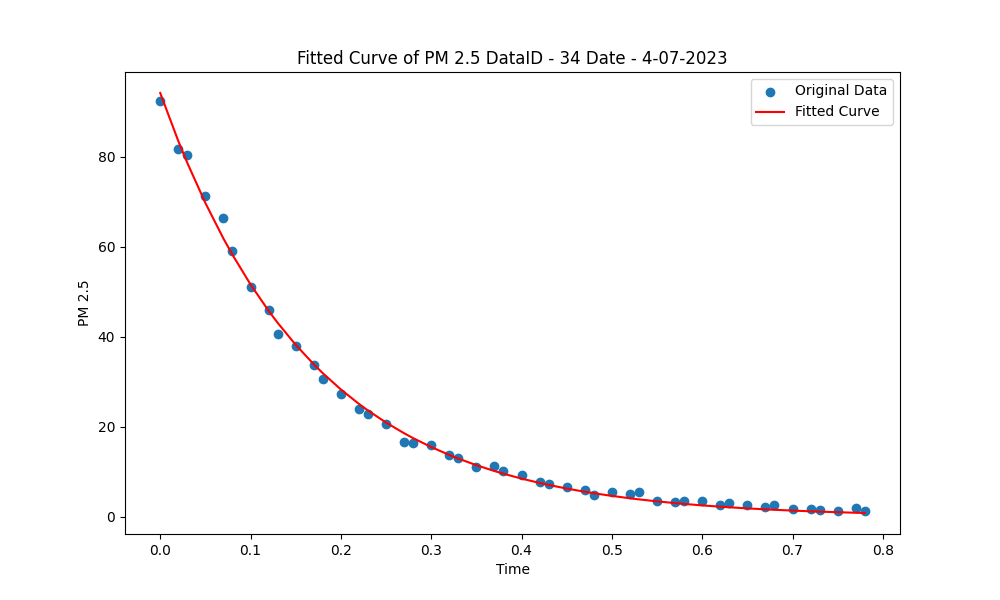 Fitted Curve of PM 2.5 DataID - 34 Date - 4-07-2023
Original Data
Fitted Curve
PM 2.5
80
60
40
20
0
0.0 0.1 0.2 0.3 0.4 0.5 0.6 0.7 0.8
Time